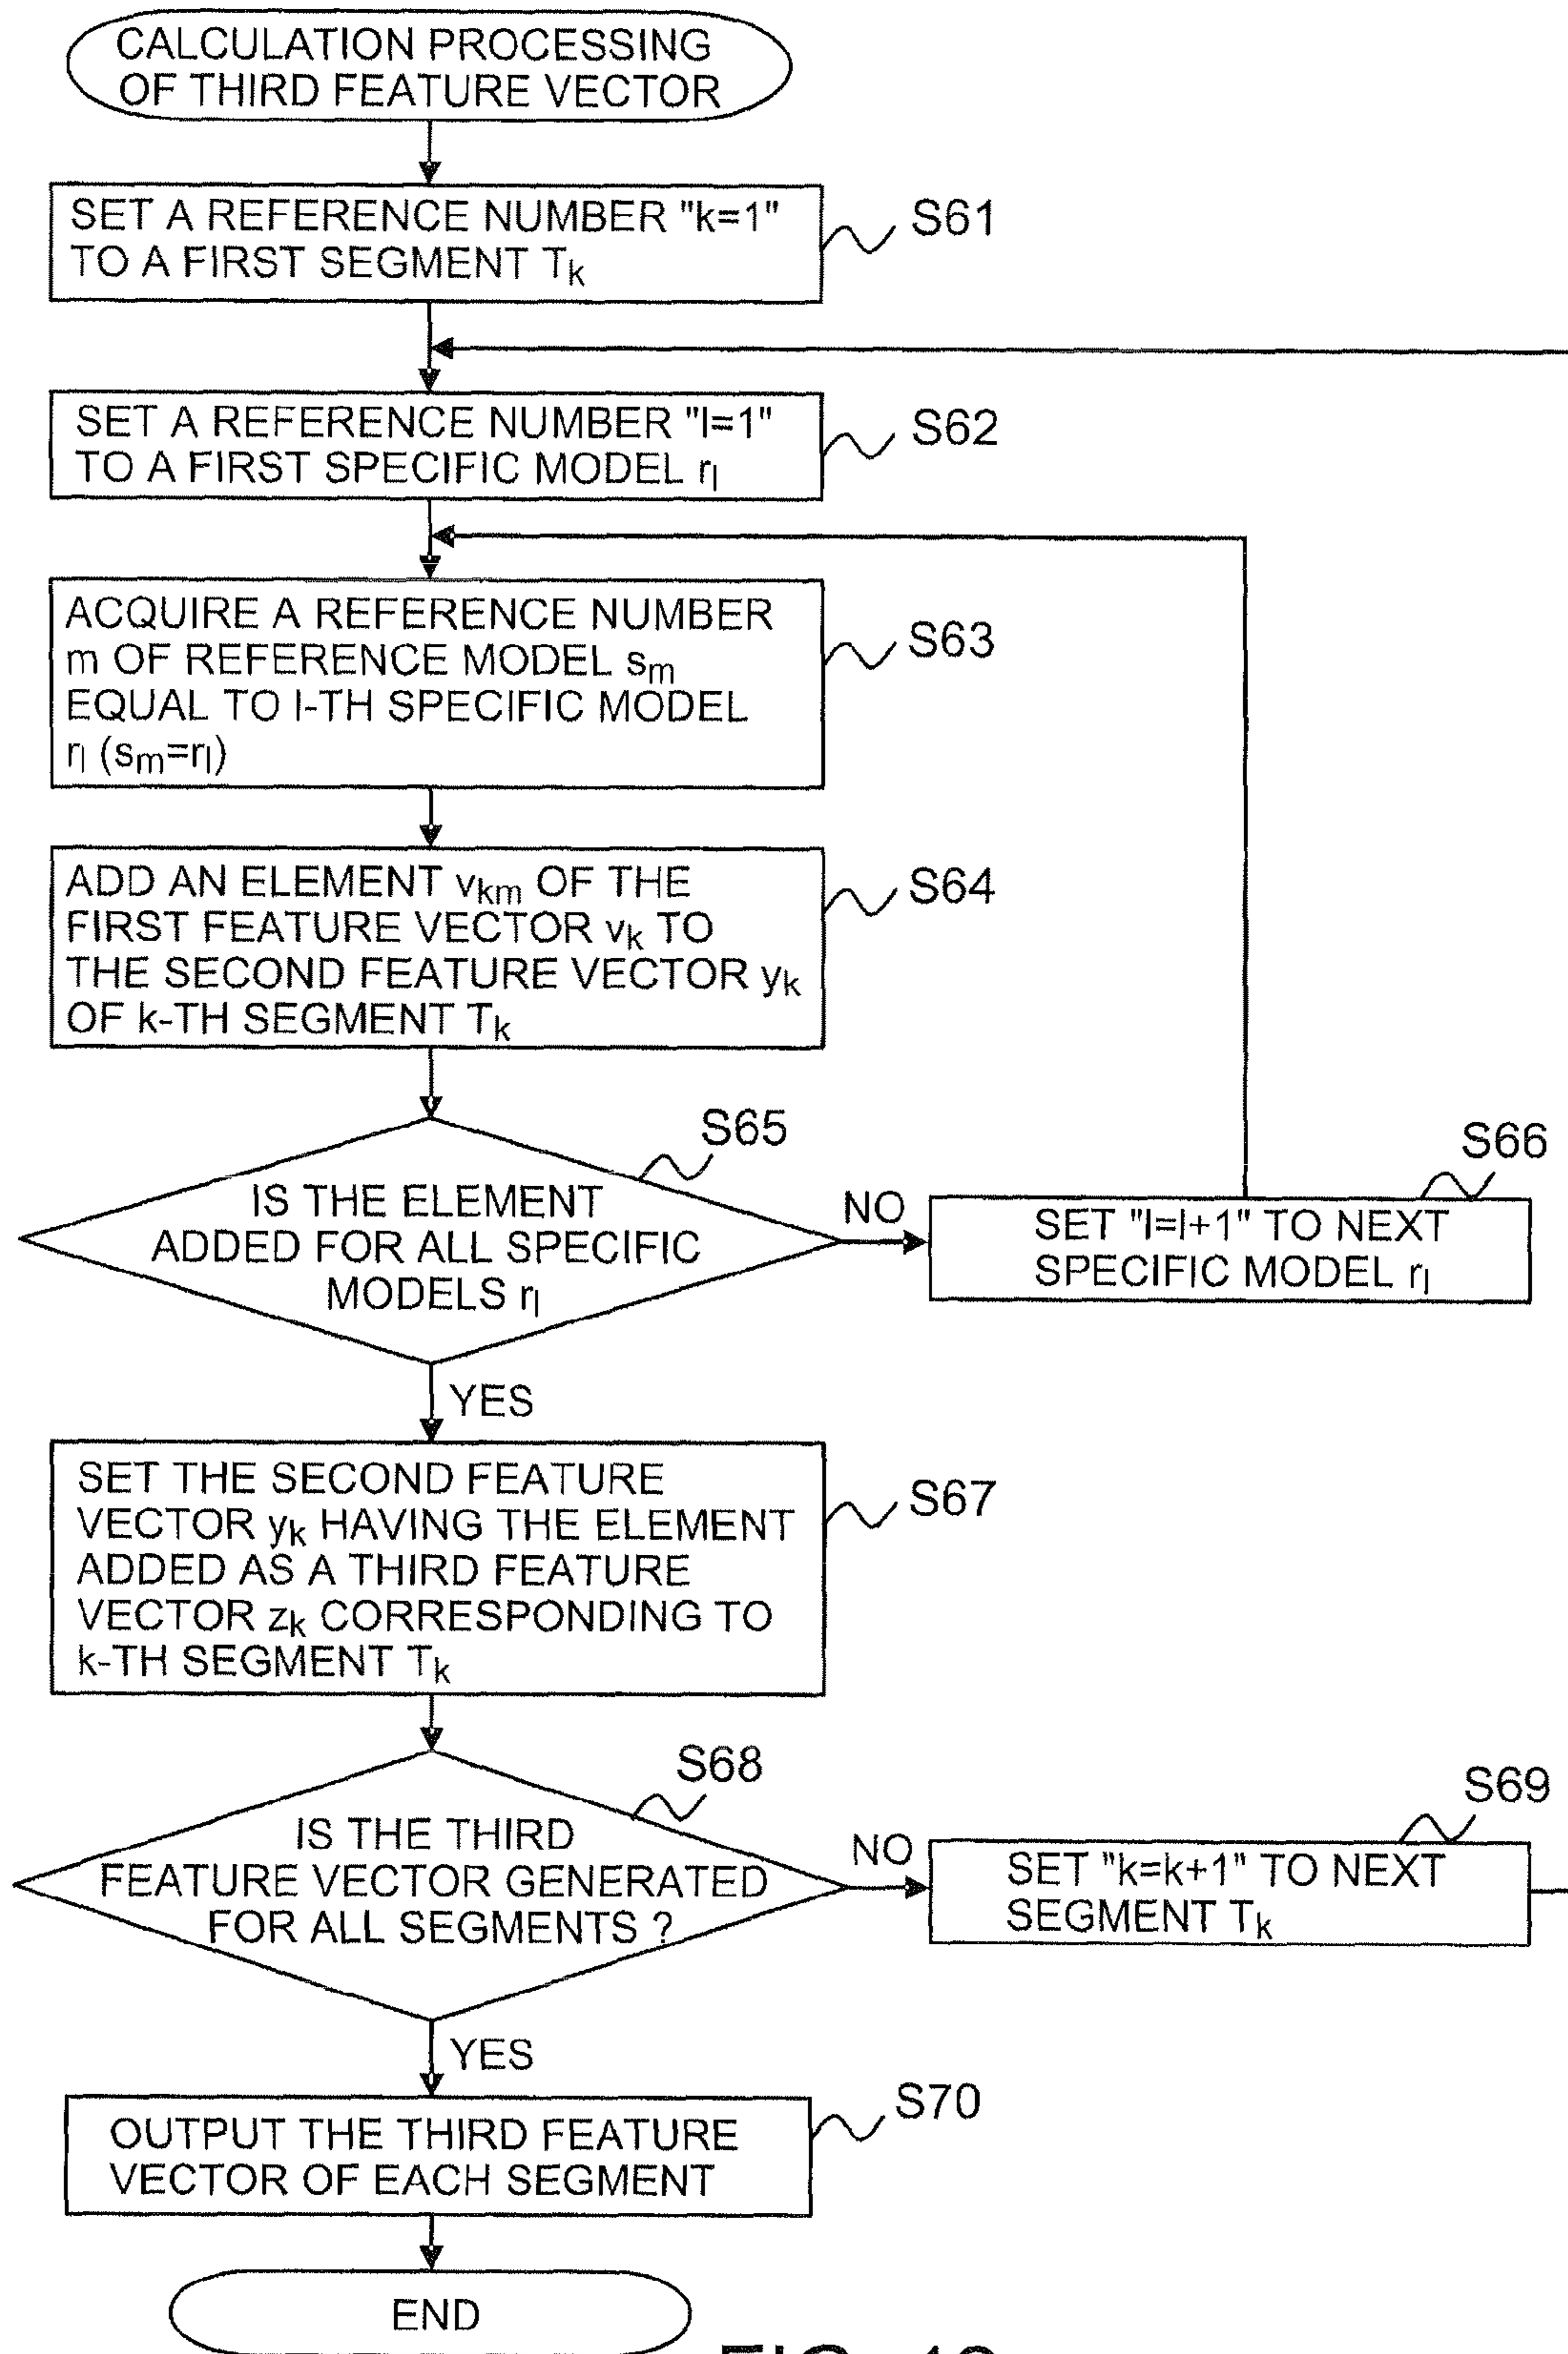 CALCULATION PROCESSING
OF THIRD FEATURE VECTOR
SET A REFERENCE NUMBER "k=1"
TO A FIRST SEGMENT Tk
S61
SET A REFERENCE NUMBER "l=1"
TO A FIRST SPECIFIC MODEL rl
S62
ACQUIRE A REFERENCE NUMBER
m OF REFERENCE MODEL sm
EQUAL TO l-TH SPECIFIC MODEL
rl (sm=rl)
S63
ADD AN ELEMENT vkm OF THE
FIRST FEATURE VECTOR vk TO
THE SECOND FEATURE VECTOR yk
OF k-TH SEGMENT Tk
S64
S65
IS THE ELEMENT
ADDED FOR ALL SPECIFIC
MODELS rl
NO
S66
SET "l=l+1" TO NEXT
SPECIFIC MODEL rl
YES
SET THE SECOND FEATURE
VECTOR yk HAVING THE ELEMENT
ADDED AS A THIRD FEATURE
VECTOR zk CORRESPONDING TO
k-TH SEGMENT Tk
S67
S68
IS THE THIRD
FEATURE VECTOR GENERATED
FOR ALL SEGMENTS ?
NO
S69
SET "k=k+1" TO NEXT
SEGMENT Tk
YES
OUTPUT THE THIRD FEATURE
VECTOR OF EACH SEGMENT
S70
END